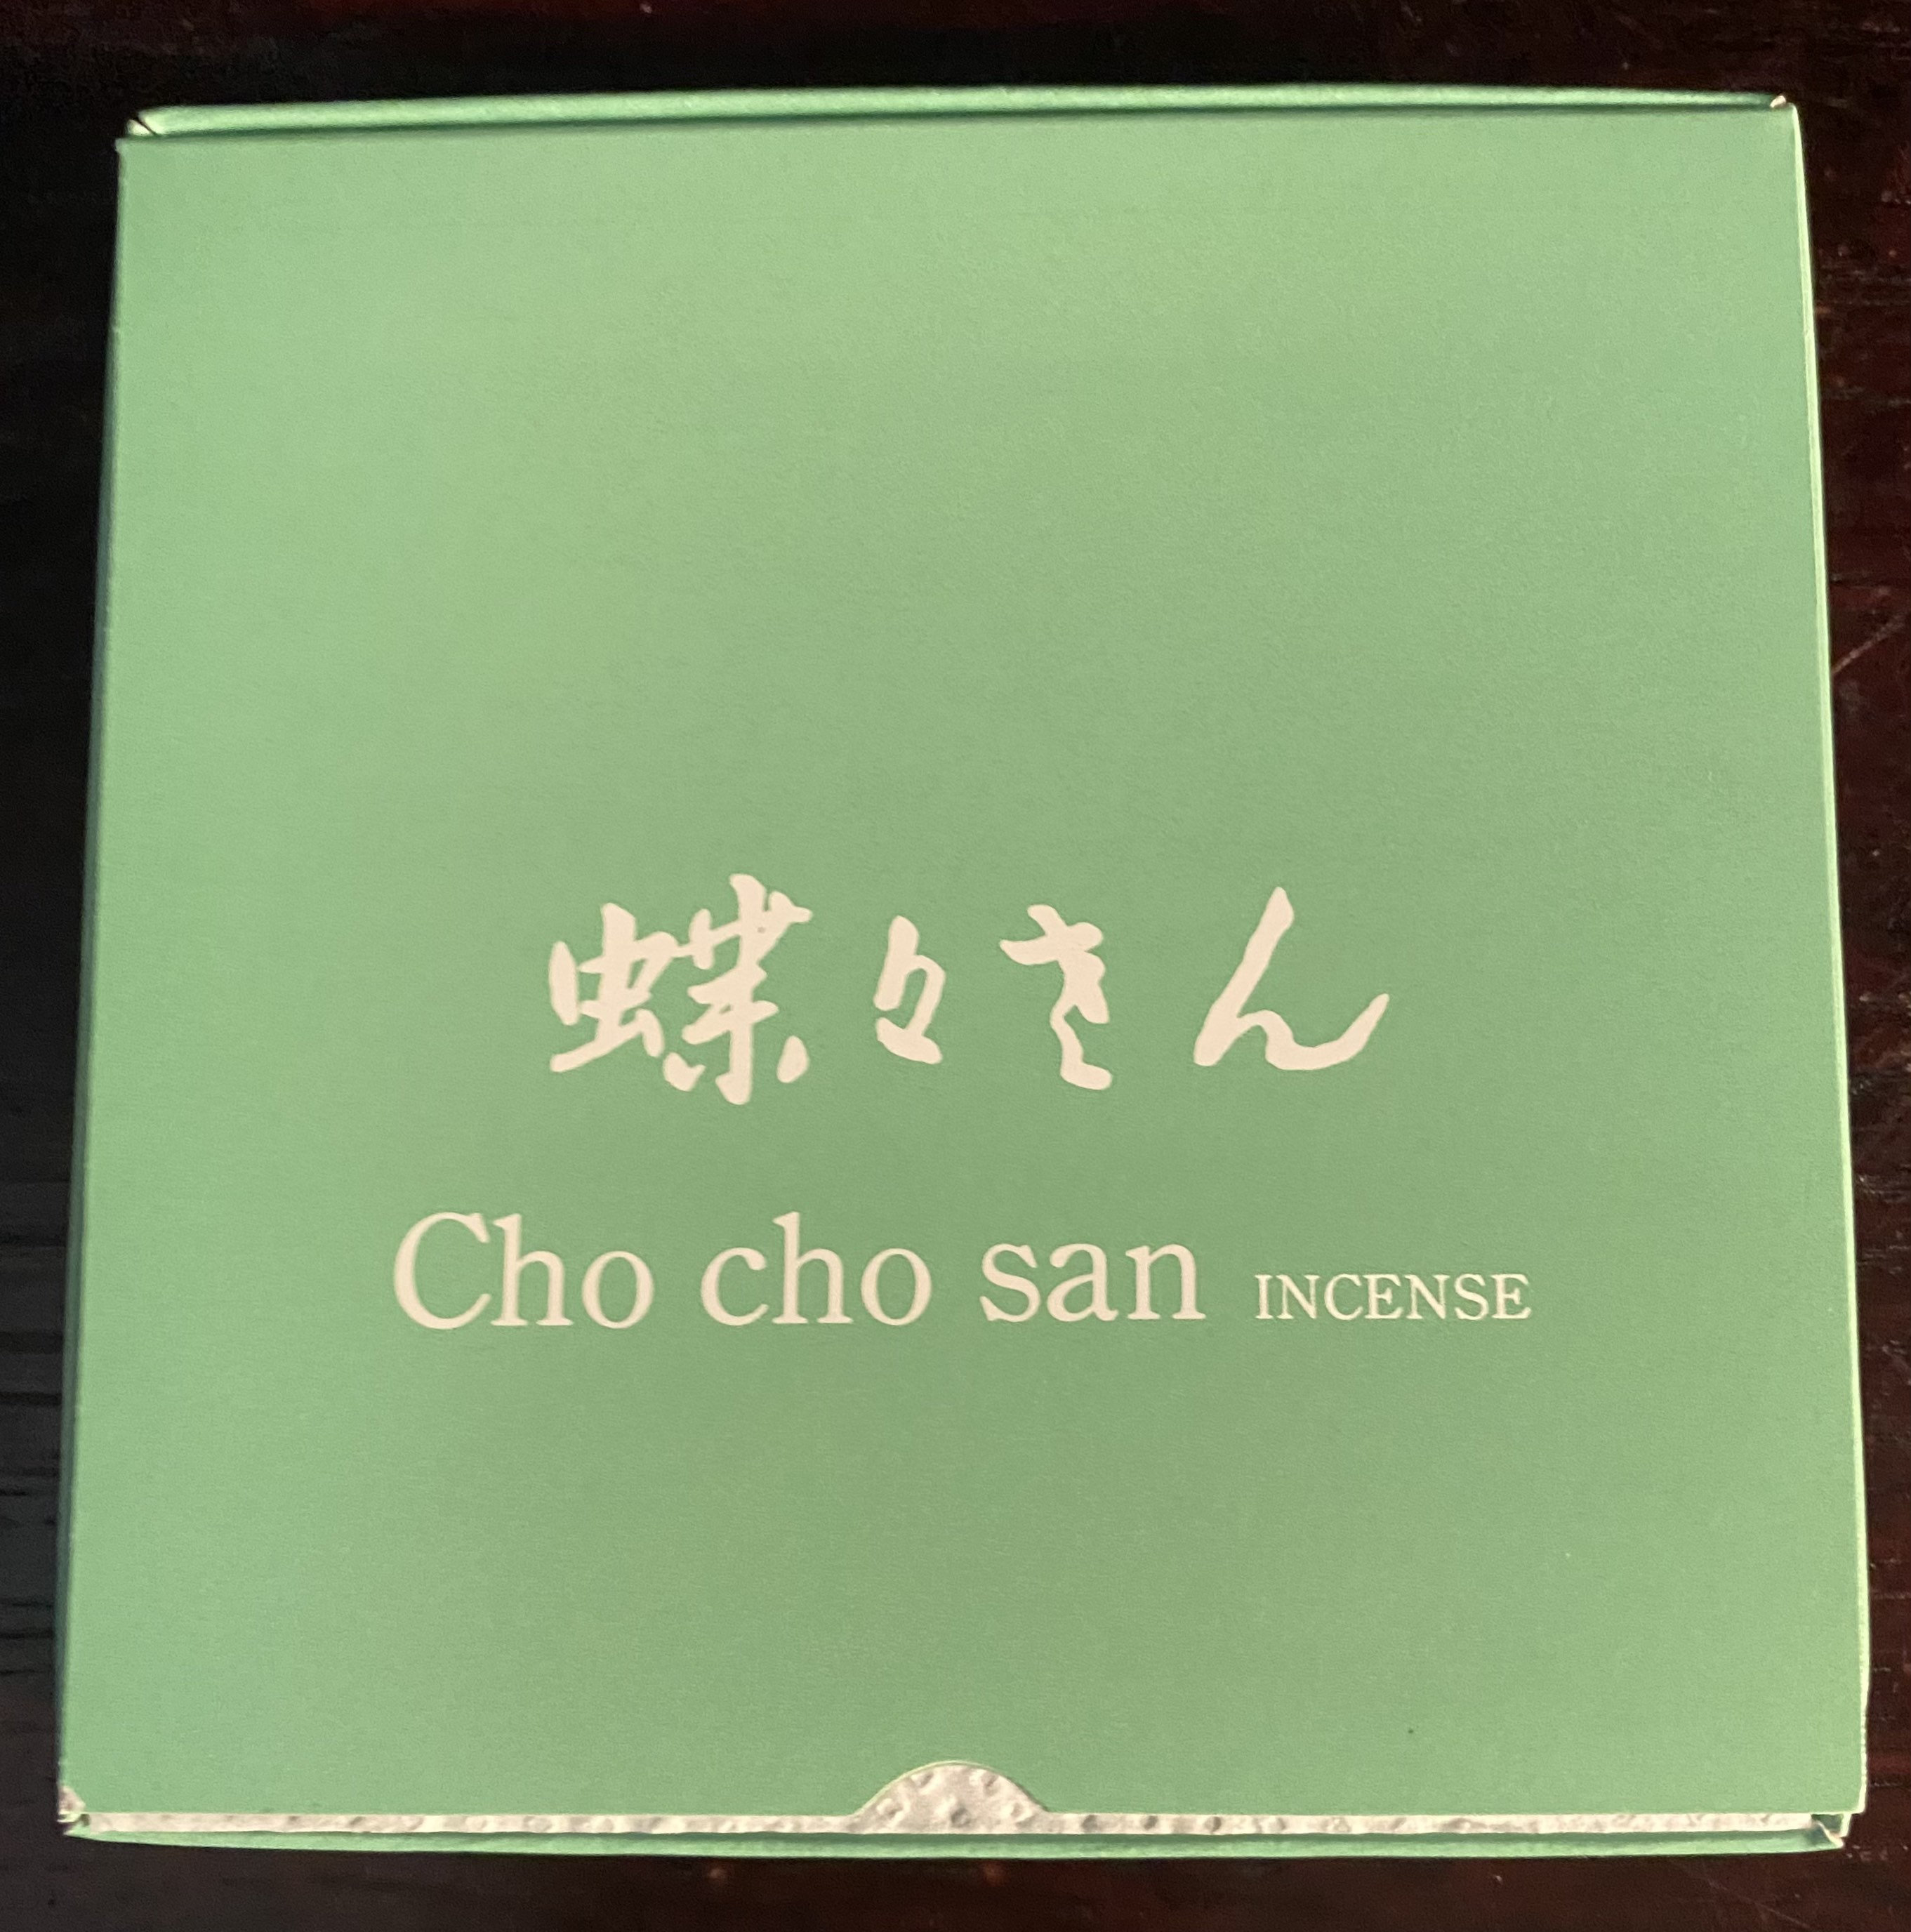 蝶々さん
Cho cho san INCENSE